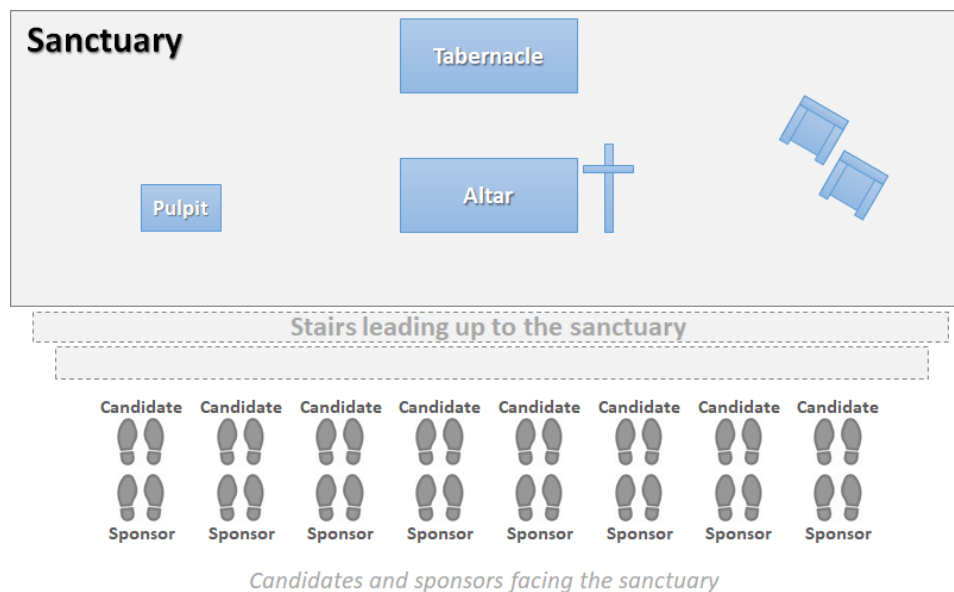 Sanctuary
Tabernacle
Altar
Pulpit
Stairs leading up to the sanctuary
Candidate Candidate Candidate Candidate Candidate Candidate Candidate Candidate
Sponsor Sponsor Sponsor Sponsor Sponsor Sponsor Sponsor Sponsor
Candidates and sponsors facing the sanctuary